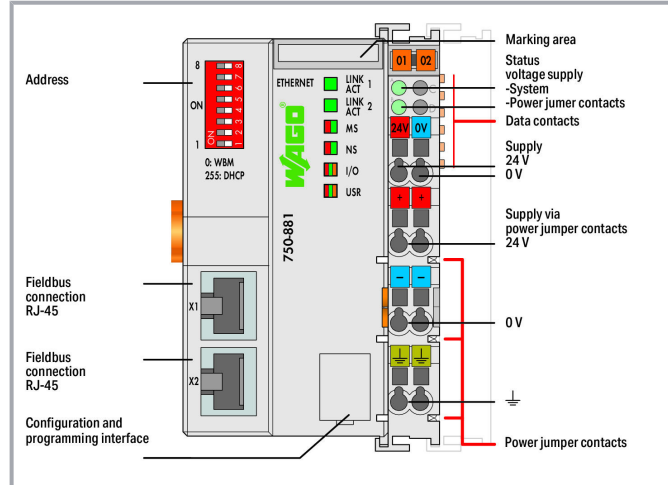 Marking area
Status
voltage supply
-System
-Power jumer contacts
Data contacts
Supply
24 V
0 V
Supply via
power jumper contacts
24 V
0 V
Power jumper contacts
Address
Fieldbus
connection
RJ-45
Fieldbus
connection
RJ-45
Configuration and
programming interface
8
ON
1
ON
1 2 3 4 5 6 7 8
0: WBM
255: DHCP
X1
X2
ETHERNET
LINK 1
ACT
LINK 2
ACT
MS
NS
I/O
USR
WAGO
750-881
01 02
C
24V 0V
+ +
− −